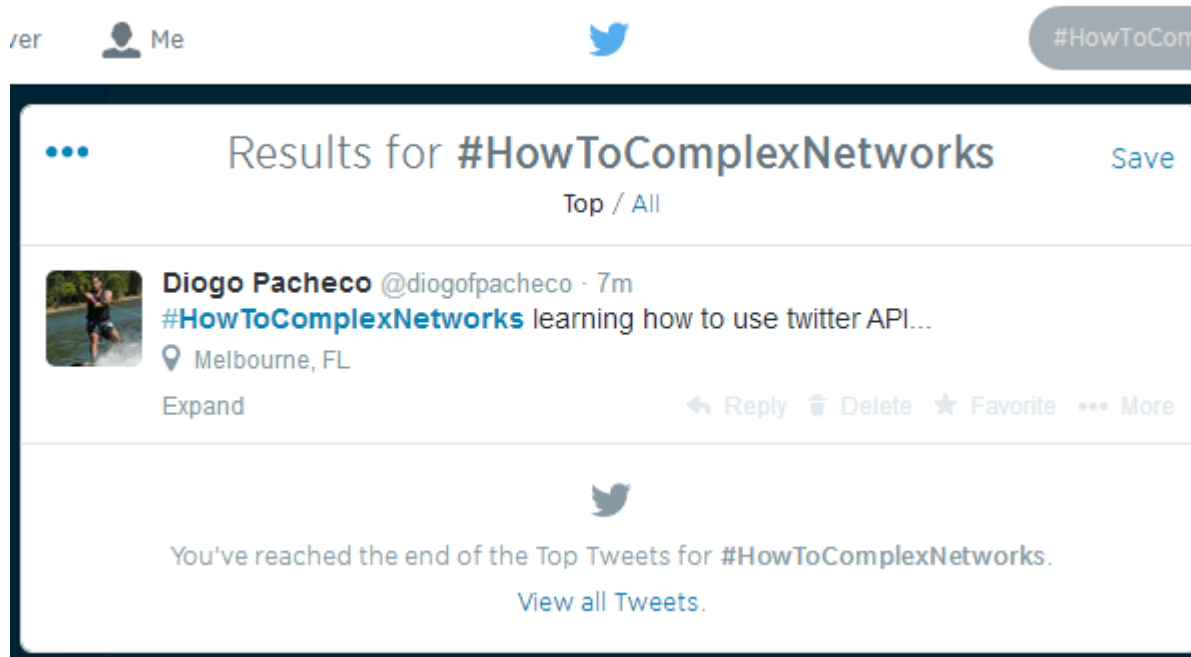 Me
#HowToCom
Results for #HowToComplexNetworks
Save
Top / All
Diogo Pacheco @diogofpacheco · 7m
#HowToComplexNetworks learning how to use twitter API...
Melbourne, FL
Expand
Reply Delete Favorite More
You've reached the end of the Top Tweets for #HowToComplexNetworks.
View all Tweets.